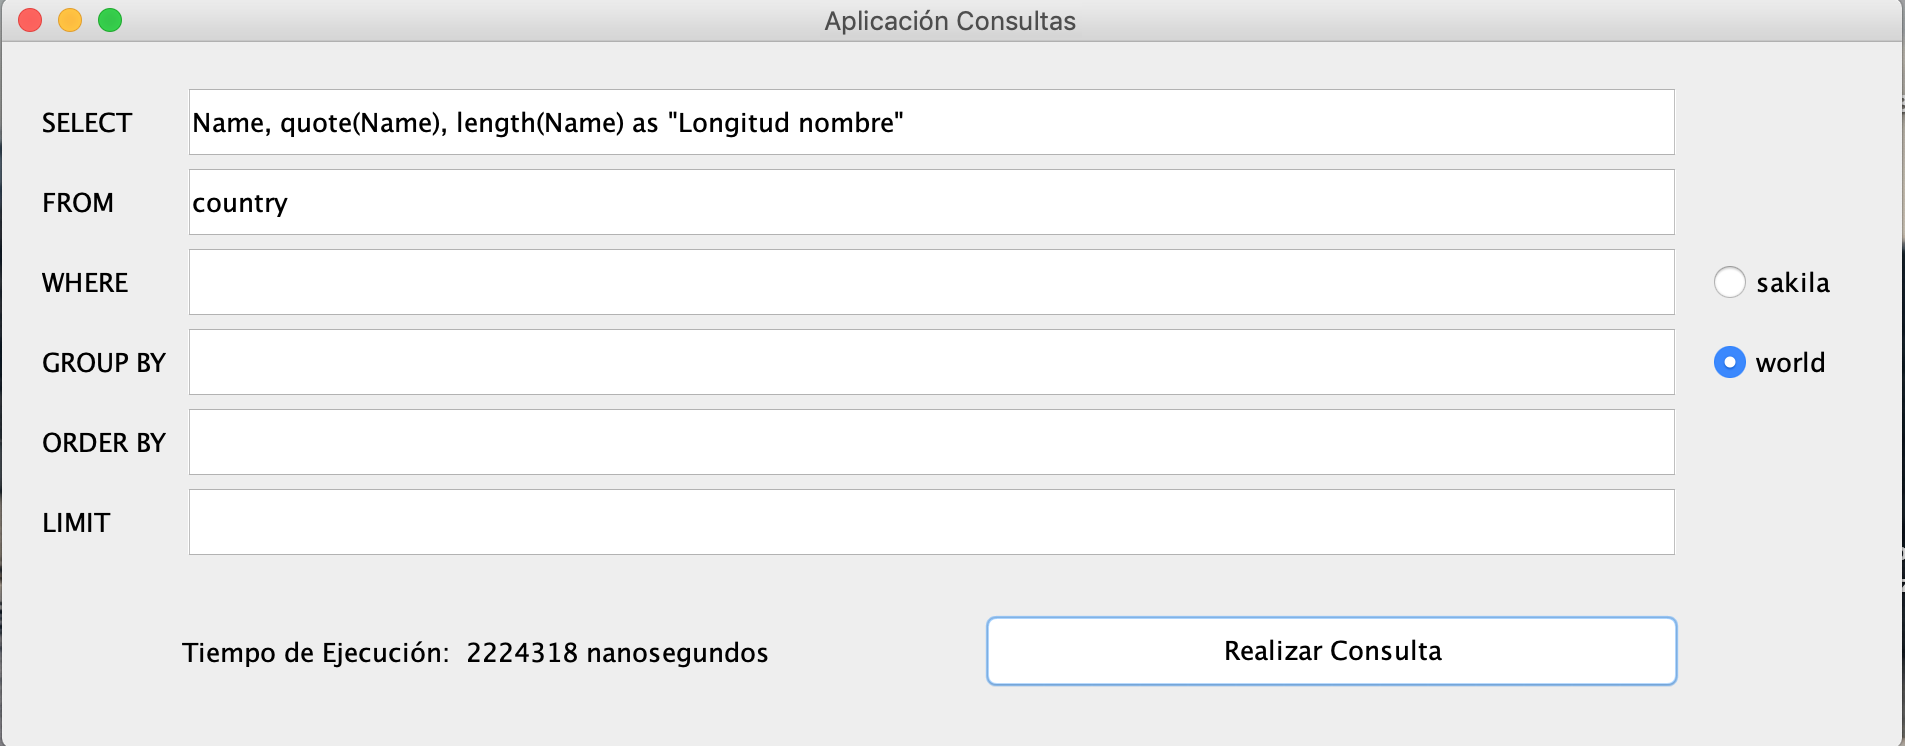 Aplicación Consultas
SELECT Name, quote(Name), length(Name) as "Longitud nombre"
FROM country
WHERE
sakila
GROUP BY
world
ORDER BY
LIMIT
Tiempo de Ejecución: 2224318 nanosegundos
Realizar Consulta